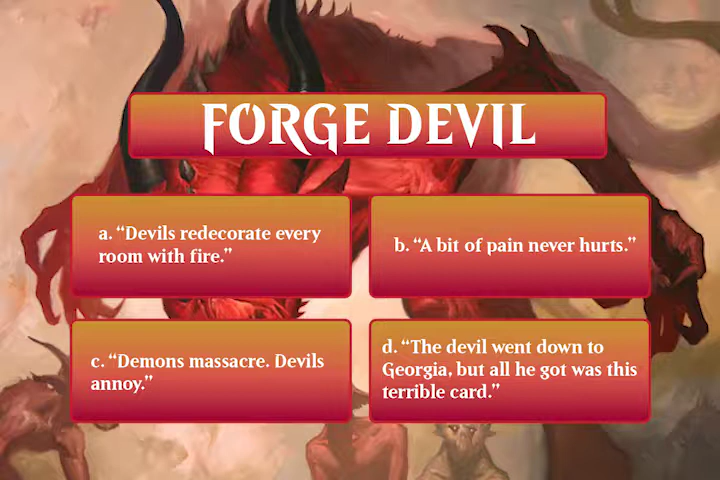 FORGE DEVIL
a. “Devils redecorate every
room with fire.”
b. “A bit of pain never hurts.”
c. “Demons massacre. Devils
annoy.”
d. “The devil went down to
Georgia, but all he got was this
terrible card.”